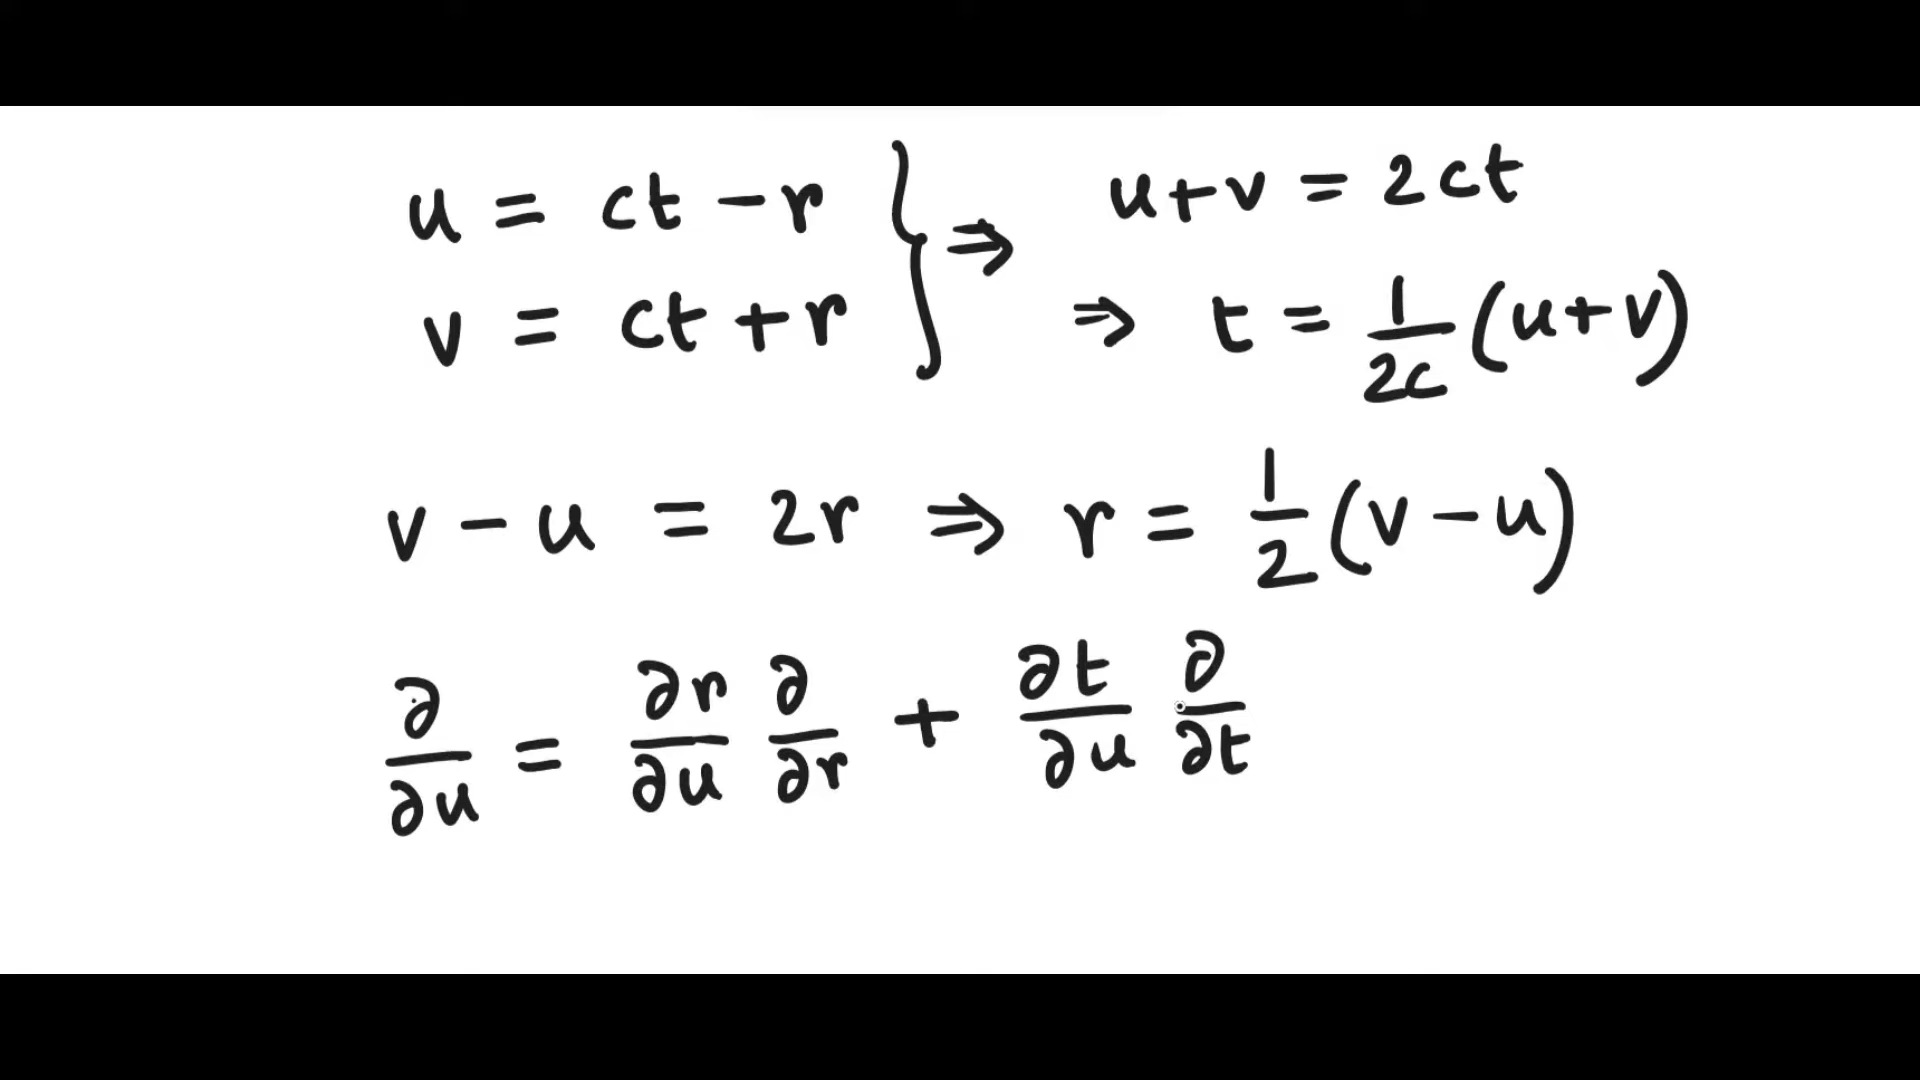 u = ct - r } ⇒ u + v = 2ct
v = ct + r ⇒ t = 1/2c (u + v)
v - u = 2r ⇒ r = 1/2 (v - u)
∂/∂u = ∂r/∂u ∂/∂r + ∂t/∂u ∂/∂t